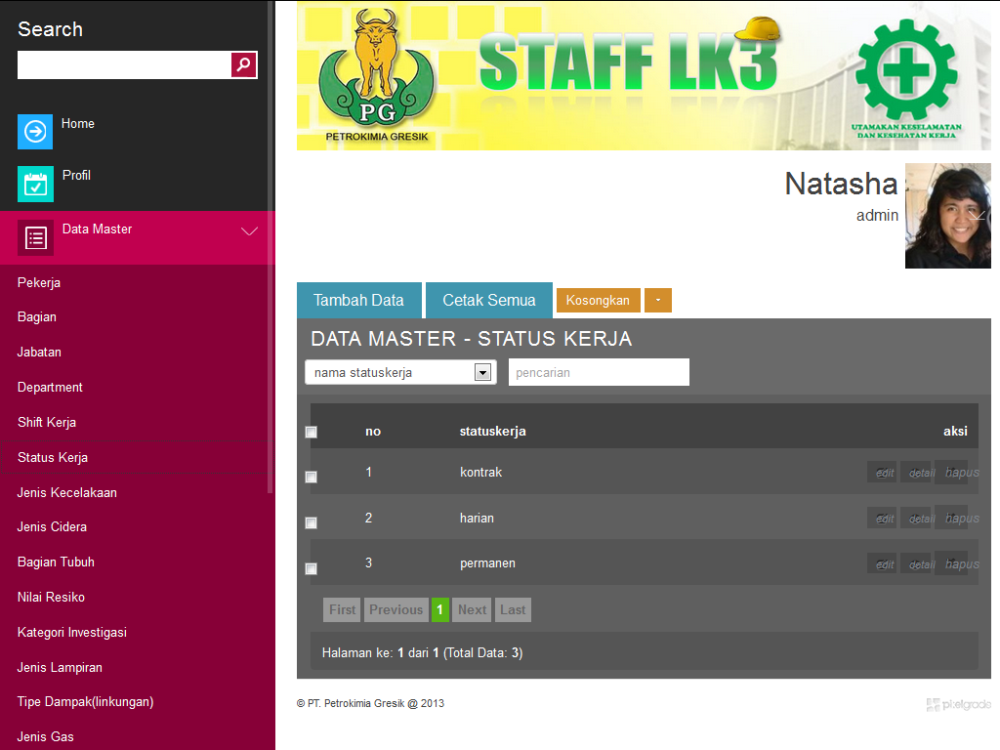 Search
Home
Profil
Data Master
Pekerja
Bagian
Jabatan
Department
Shift Kerja
Status Kerja
Jenis Kecelakaan
Jenis Cidera
Bagian Tubuh
Nilai Resiko
Kategori Investigasi
Jenis Lampiran
Tipe Dampak(linkungan)
Jenis Gas
PG
PETROKIMIA GRESIK
STAFF LK3
UTAMAKAN KESELAMATAN
DAN KESEHATAN KERJA
Natasha
admin
Tambah Data Cetak Semua Kosongkan -
DATA MASTER - STATUS KERJA
nama statuskerja pencarian
no statuskerja aksi
1 kontrak edit detail hapus
2 harian edit detail hapus
3 permanen edit detail hapus
First Previous 1 Next Last
Halaman ke: 1 dari 1 (Total Data: 3)
© PT. Petrokimia Gresik @ 2013
pixelgrade